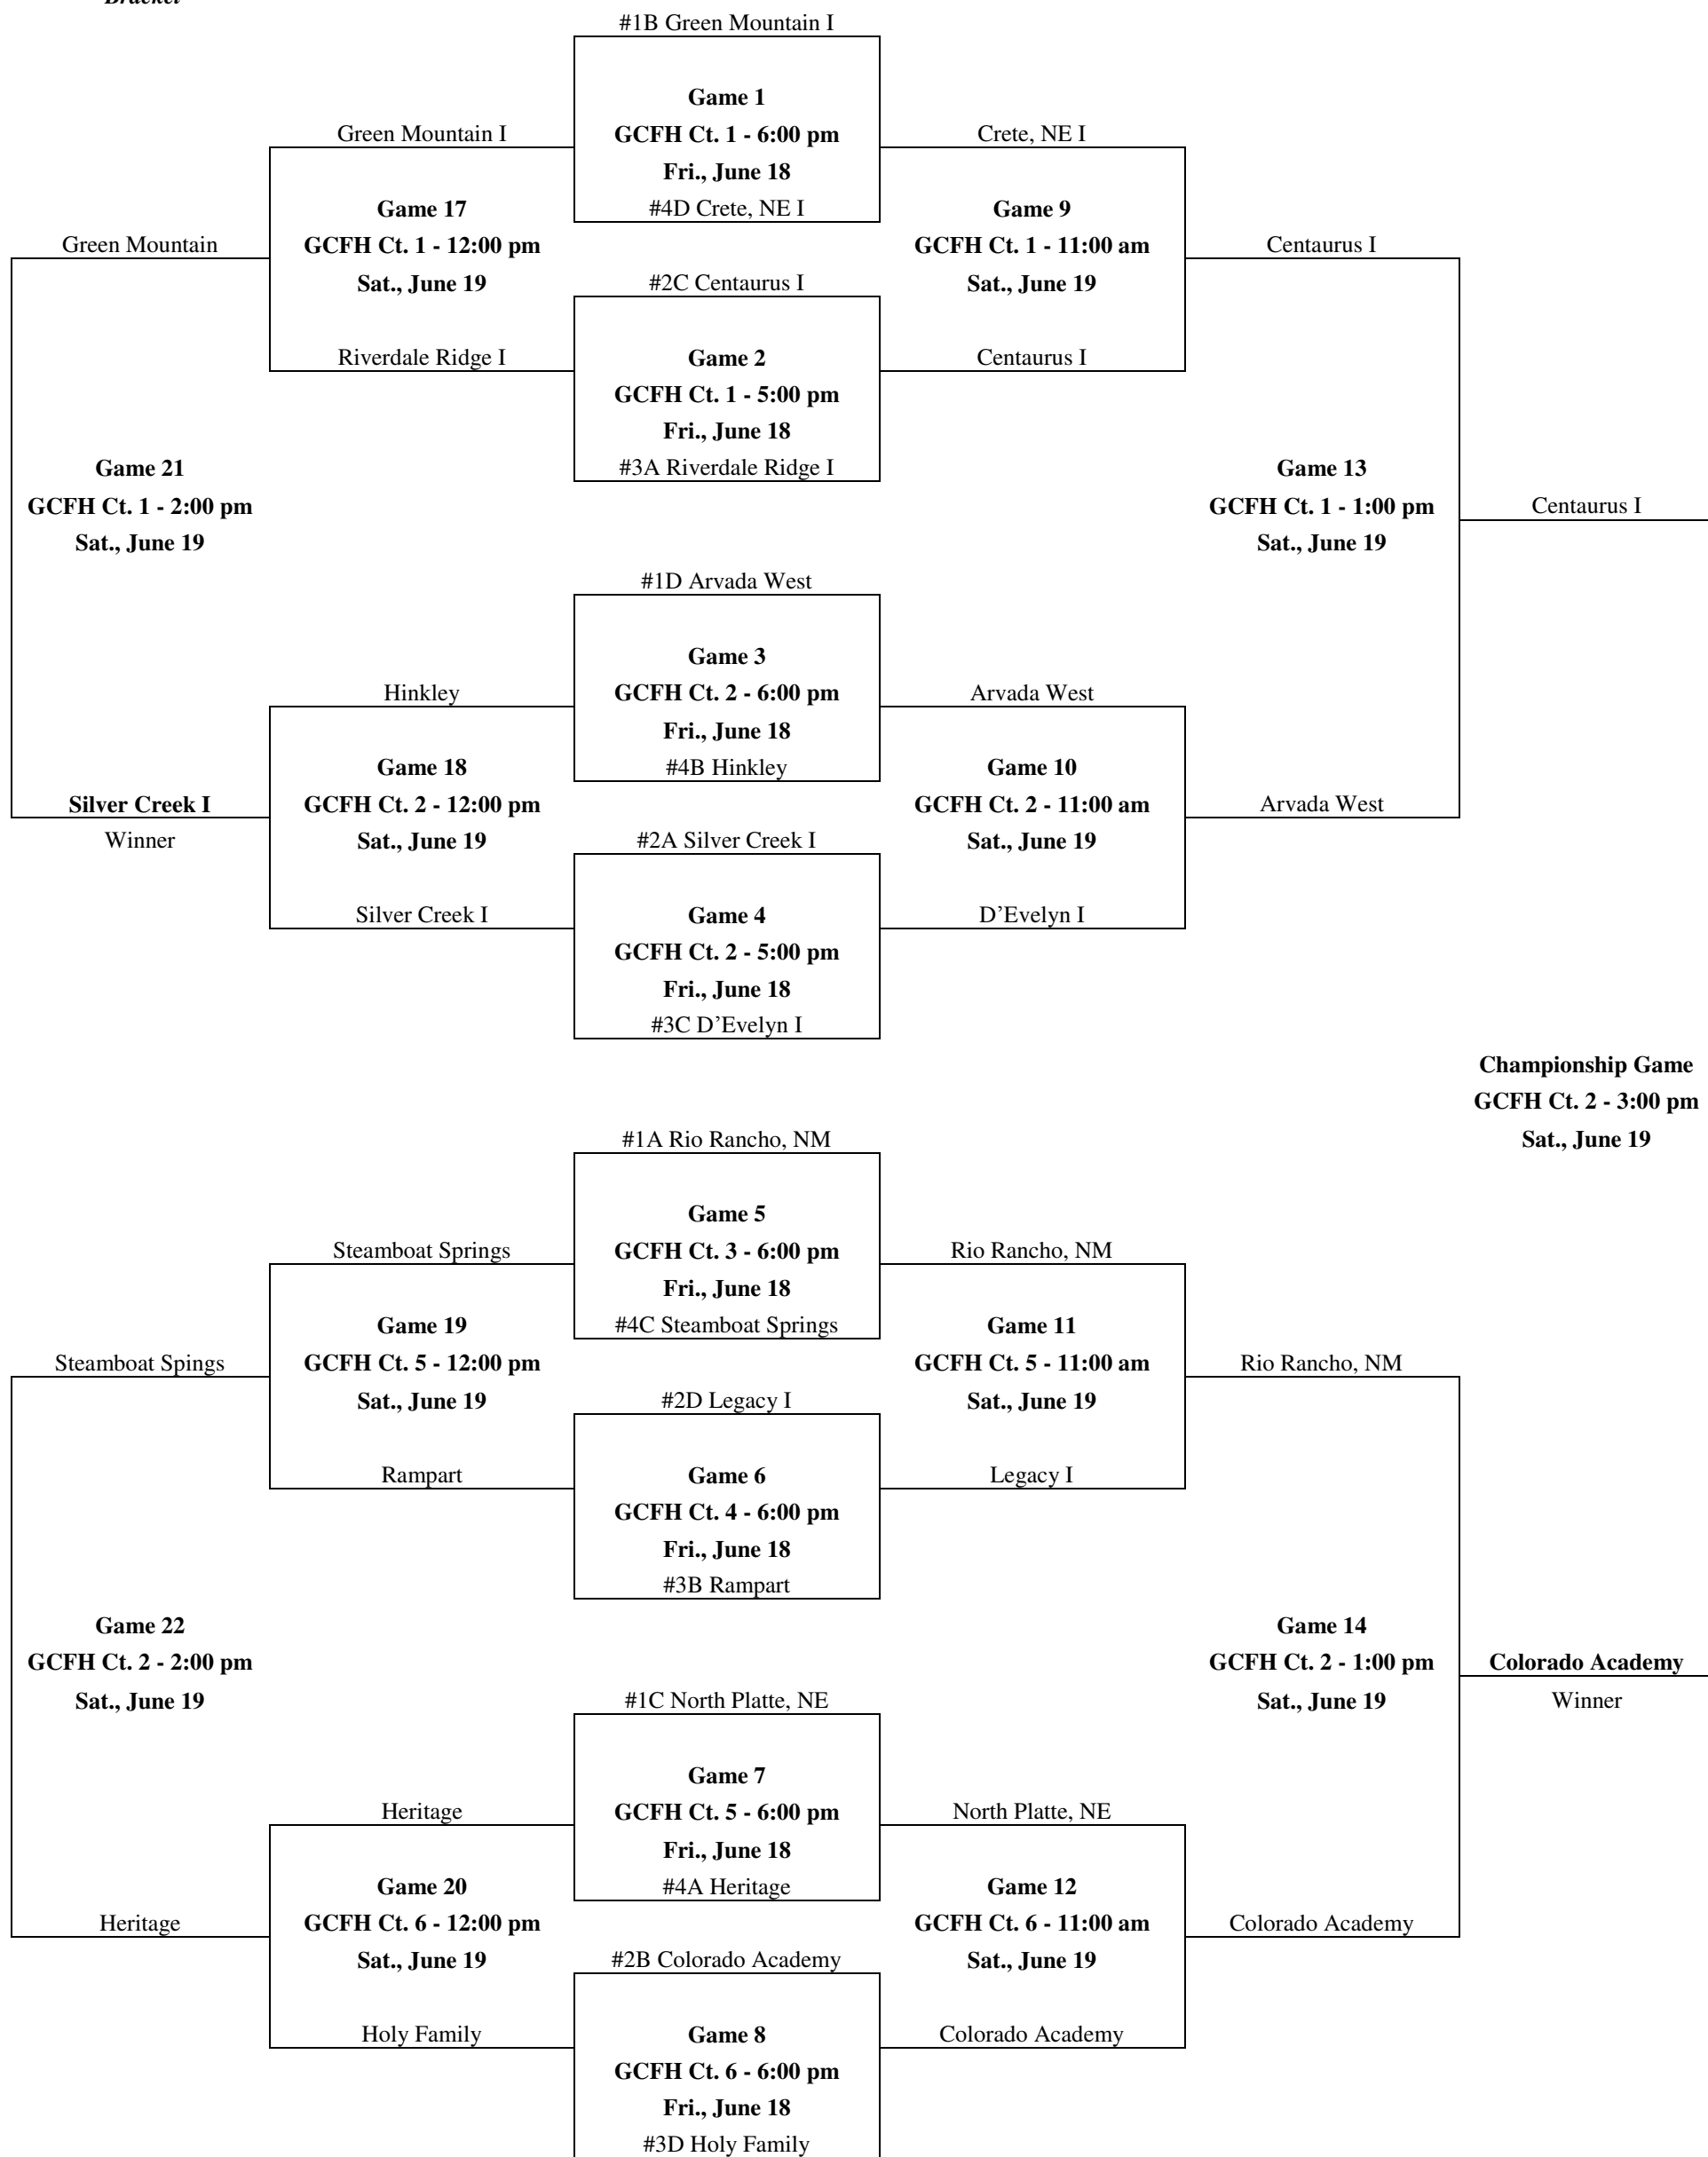 Bracket
#1B Green Mountain I
Game 1
Green Mountain I
GCFH Ct. 1 - 6:00 pm
Crete, NE I
Fri., June 18
Game 17
#4D Crete, NE I
Game 9
Green Mountain
GCFH Ct. 1 - 12:00 pm
GCFH Ct. 1 - 11:00 am
Centaurus I
Sat., June 19
#2C Centaurus I
Sat., June 19
Riverdale Ridge I
Game 2
Centaurus I
GCFH Ct. 1 - 5:00 pm
Fri., June 18
Game 21
#3A Riverdale Ridge I
Game 13
GCFH Ct. 1 - 2:00 pm
GCFH Ct. 1 - 1:00 pm
Centaurus I
Sat., June 19
Sat., June 19
#1D Arvada West
Game 3
Hinkley
GCFH Ct. 2 - 6:00 pm
Arvada West
Fri., June 18
Game 18
#4B Hinkley
Game 10
Silver Creek I
GCFH Ct. 2 - 12:00 pm
GCFH Ct. 2 - 11:00 am
Arvada West
Winner
Sat., June 19
#2A Silver Creek I
Sat., June 19
Silver Creek I
Game 4
D’Evelyn I
GCFH Ct. 2 - 5:00 pm
Fri., June 18
#3C D’Evelyn I
Championship Game
GCFH Ct. 2 - 3:00 pm
#1A Rio Rancho, NM
Sat., June 19
Game 5
Steamboat Springs
GCFH Ct. 3 - 6:00 pm
Rio Rancho, NM
Fri., June 18
Game 19
#4C Steamboat Springs
Game 11
Steamboat Spings
GCFH Ct. 5 - 12:00 pm
GCFH Ct. 5 - 11:00 am
Rio Rancho, NM
Sat., June 19
#2D Legacy I
Sat., June 19
Rampart
Game 6
Legacy I
GCFH Ct. 4 - 6:00 pm
Fri., June 18
#3B Rampart
Game 22
Game 14
GCFH Ct. 2 - 2:00 pm
GCFH Ct. 2 - 1:00 pm
Colorado Academy
Sat., June 19
#1C North Platte, NE
Sat., June 19
Winner
Game 7
Heritage
GCFH Ct. 5 - 6:00 pm
North Platte, NE
Fri., June 18
Game 20
#4A Heritage
Game 12
Heritage
GCFH Ct. 6 - 12:00 pm
GCFH Ct. 6 - 11:00 am
Colorado Academy
Sat., June 19
#2B Colorado Academy
Sat., June 19
Holy Family
Game 8
Colorado Academy
GCFH Ct. 6 - 6:00 pm
Fri., June 18
#3D Holy Family